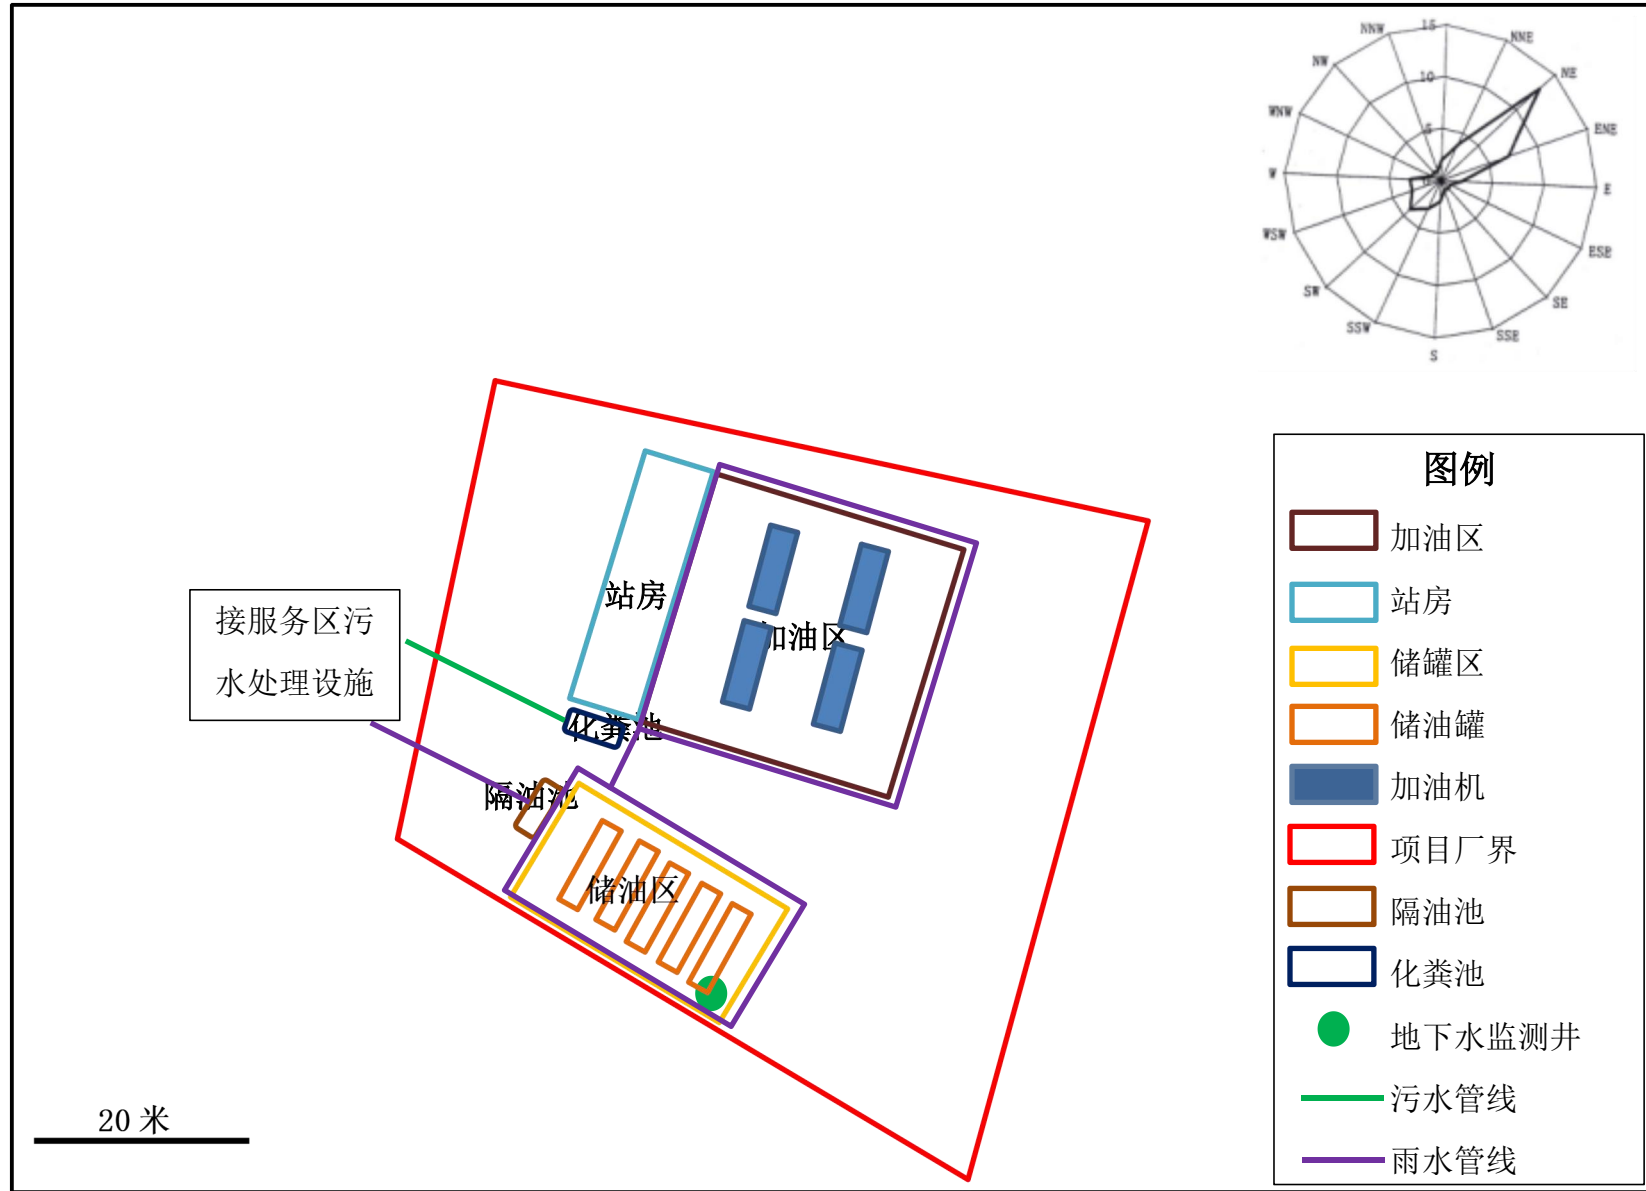 15
NNW
NNE
NW
10
NE
WNW
5
ENE
W
E
WSW
ESE
SW
SE
SSW
SSE
S
图例
加油区
站房
储罐区
储油罐
加油机
项目厂界
隔油池
化粪池
地下水监测井
污水管线
雨水管线
接服务区污
水处理设施
站房
加油区
化粪池
隔油池
储油区
20 米